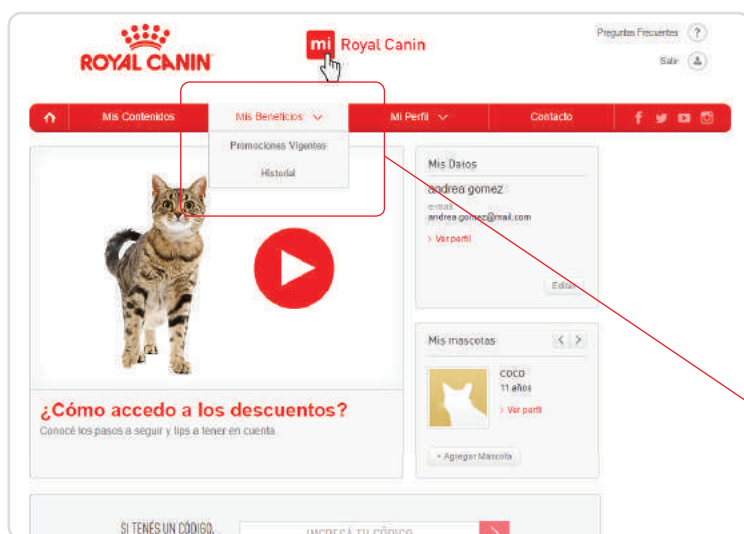 ROYAL CANIN
mi Royal Canin
Preguntas Frecuentes ?
Salir
Mis Contenidos
Mis Beneficios
Mi Perfil
Contacto
Promociones Vigentes
Historial
Mis Datos
andrea gomez
e-mail
andrea.gomez@mail.com
> Ver perfil
Editar
Mis mascotas < >
COCO
11 años
> Ver perfil
+ Agregar Mascota
¿Cómo accedo a los descuentos?
Conocé los pasos a seguir y tips a tener en cuenta
SI TENÉS UN CÓDIGO,
INGRESÁ TU CÓDIGO